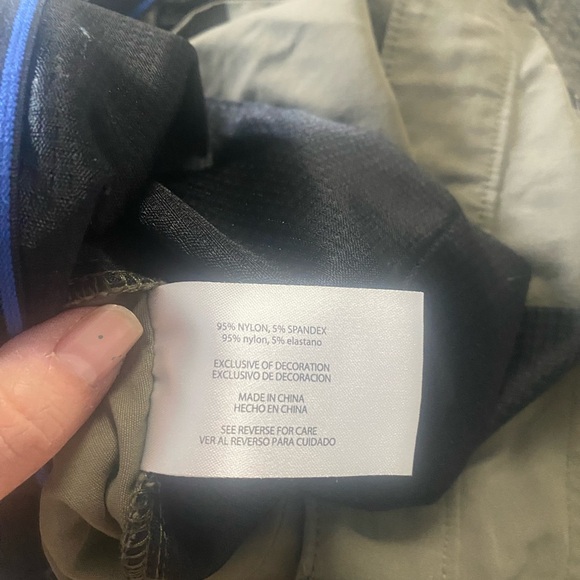 95% NYLON, 5% SPANDEX
95% nylon, 5% elastano
EXCLUSIVE OF DECORATION
EXCLUSIVO DE DECORACION
MADE IN CHINA
HECHO EN CHINA
SEE REVERSE FOR CARE
VER AL REVERSO PARA CUIDADO